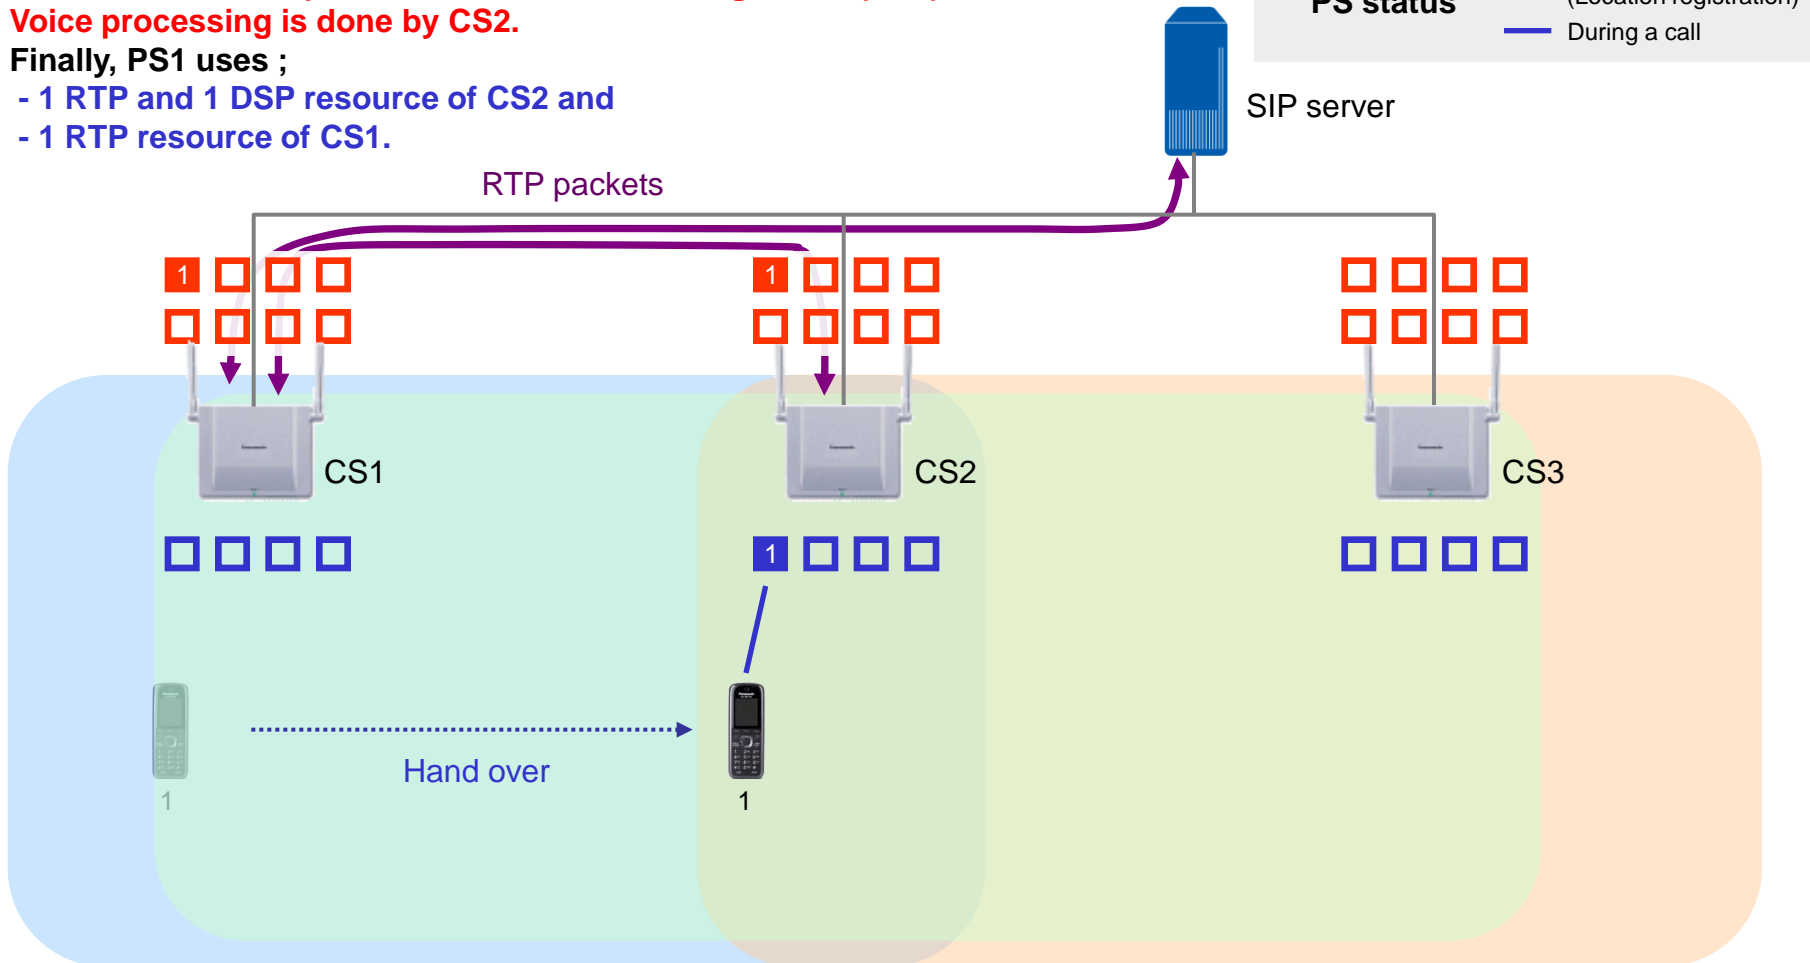 Voice processing is done by CS2.
Finally, PS1 uses ;
- 1 RTP and 1 DSP resource of CS2 and
- 1 RTP resource of CS1.
PS status
(Location registration)
During a call
SIP server
RTP packets
1
1
CS1
CS2
CS3
1
Hand over
1
1